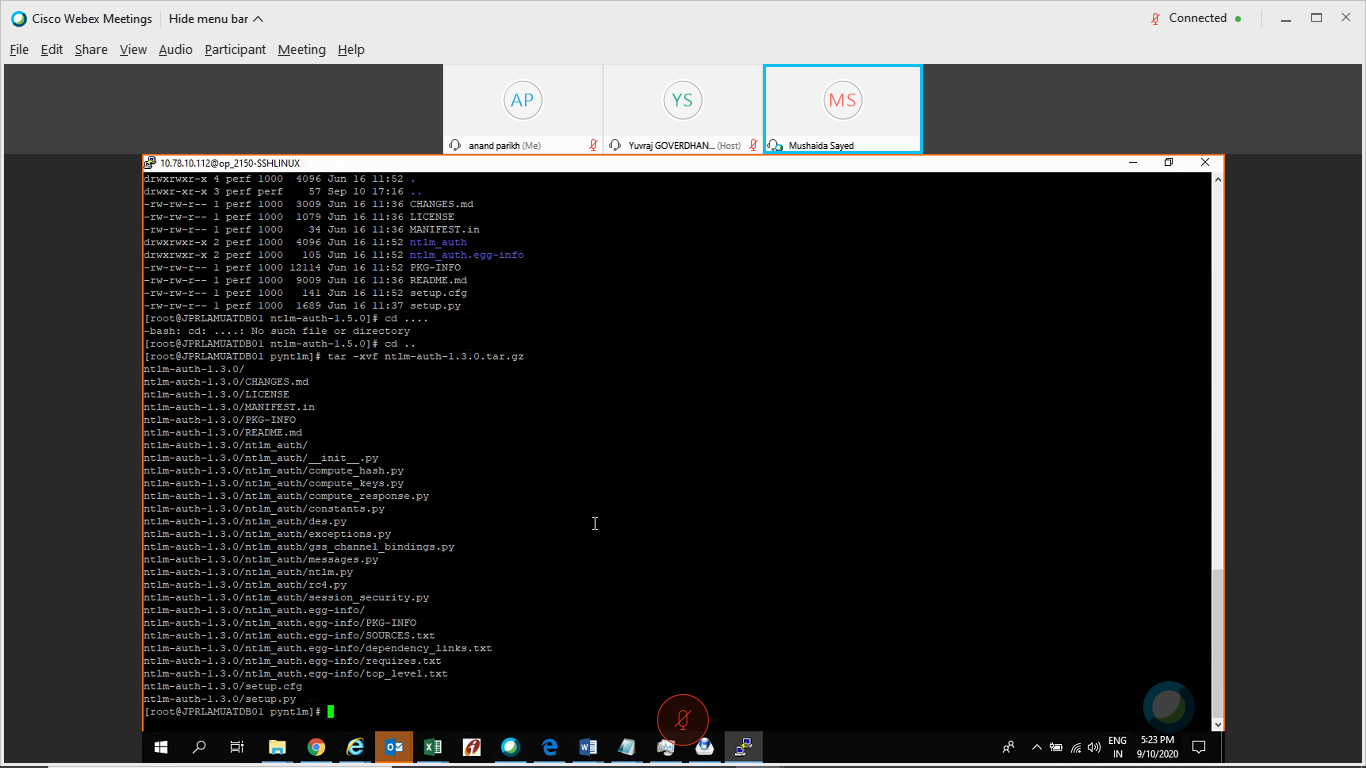 Cisco Webex Meetings
Hide menu bar
Connected
File Edit Share View Audio Participant Meeting Help
AP YS MS
anand parikh (Me) Yuvraj GOVERDHAN... (Host) Mushaida Sayed
10.78.10.112@op_2150-SSHLINUX
drwxrwxr-x 4 perf 1000 4096 Jun 16 11:52 .
drwxr-xr-x 3 perf perf 57 Sep 10 17:16 ..
-rw-rw-r-- 1 perf 1000 3009 Jun 16 11:36 CHANGES.md
-rw-rw-r-- 1 perf 1000 1079 Jun 16 11:36 LICENSE
-rw-rw-r-- 1 perf 1000 34 Jun 16 11:36 MANIFEST.in
drwxrwxr-x 2 perf 1000 4096 Jun 16 11:52 ntlm_auth
drwxrwxr-x 2 perf 1000 105 Jun 16 11:52 ntlm_auth.egg-info
-rw-rw-r-- 1 perf 1000 12114 Jun 16 11:52 PKG-INFO
-rw-rw-r-- 1 perf 1000 9009 Jun 16 11:36 README.md
-rw-rw-r-- 1 perf 1000 141 Jun 16 11:52 setup.cfg
-rw-rw-r-- 1 perf 1000 1689 Jun 16 11:37 setup.py
[root@JPRLAMUATDB01 ntlm-auth-1.5.0]# cd ....
-bash: cd: ....: No such file or directory
[root@JPRLAMUATDB01 ntlm-auth-1.5.0]# cd ..
[root@JPRLAMUATDB01 pyntlm]# tar -xvf ntlm-auth-1.3.0.tar.gz
ntlm-auth-1.3.0/
ntlm-auth-1.3.0/CHANGES.md
ntlm-auth-1.3.0/LICENSE
ntlm-auth-1.3.0/MANIFEST.in
ntlm-auth-1.3.0/PKG-INFO
ntlm-auth-1.3.0/README.md
ntlm-auth-1.3.0/ntlm_auth/
ntlm-auth-1.3.0/ntlm_auth/__init__.py
ntlm-auth-1.3.0/ntlm_auth/compute_hash.py
ntlm-auth-1.3.0/ntlm_auth/compute_keys.py
ntlm-auth-1.3.0/ntlm_auth/compute_response.py
ntlm-auth-1.3.0/ntlm_auth/constants.py
ntlm-auth-1.3.0/ntlm_auth/des.py
ntlm-auth-1.3.0/ntlm_auth/exceptions.py
ntlm-auth-1.3.0/ntlm_auth/gss_channel_bindings.py
ntlm-auth-1.3.0/ntlm_auth/messages.py
ntlm-auth-1.3.0/ntlm_auth/ntlm.py
ntlm-auth-1.3.0/ntlm_auth/rc4.py
ntlm-auth-1.3.0/ntlm_auth/session_security.py
ntlm-auth-1.3.0/ntlm_auth.egg-info/
ntlm-auth-1.3.0/ntlm_auth.egg-info/PKG-INFO
ntlm-auth-1.3.0/ntlm_auth.egg-info/SOURCES.txt
ntlm-auth-1.3.0/ntlm_auth.egg-info/dependency_links.txt
ntlm-auth-1.3.0/ntlm_auth.egg-info/requires.txt
ntlm-auth-1.3.0/ntlm_auth.egg-info/top_level.txt
ntlm-auth-1.3.0/setup.cfg
ntlm-auth-1.3.0/setup.py
[root@JPRLAMUATDB01 pyntlm]#
ENG 5:23 PM
IN 9/10/2020